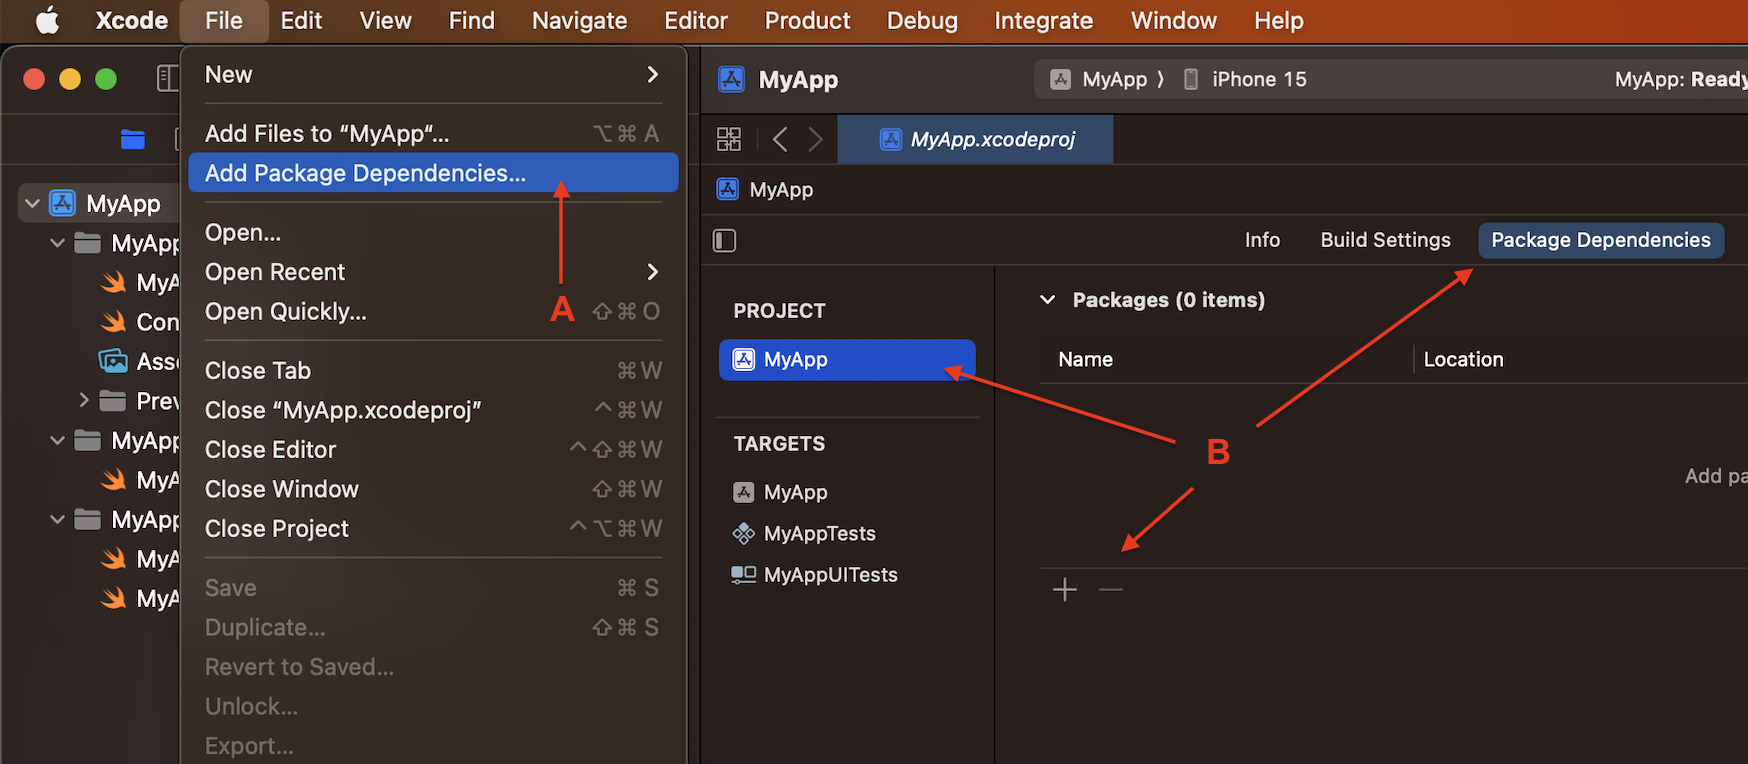 Xcode File Edit View Find Navigate Editor Product Debug Integrate Window Help
New
Add Files to “MyApp“... ⌥⌘A
Add Package Dependencies...
Open...
Open Recent
Open Quickly... ⇧⌘O
Close Tab ⌘W
Close “MyApp.xcodeproj” ^⌘W
Close Editor ^⇧⌘W
Close Window ⇧⌘W
Close Project ^⌥⌘W
Save ⌘S
Duplicate... ⇧⌘S
Revert to Saved...
Unlock...
Export...
A
MyApp
MyApp
MyA
Con
Asse
Prev
MyApp
MyA
MyApp
MyA
MyA
MyApp
MyApp ⟩ iPhone 15
MyApp: Ready
MyApp.xcodeproj
MyApp
Info Build Settings Package Dependencies
PROJECT
MyApp
TARGETS
MyApp
MyAppTests
MyAppUITests
Packages (0 items)
Name Location
B
Add pa